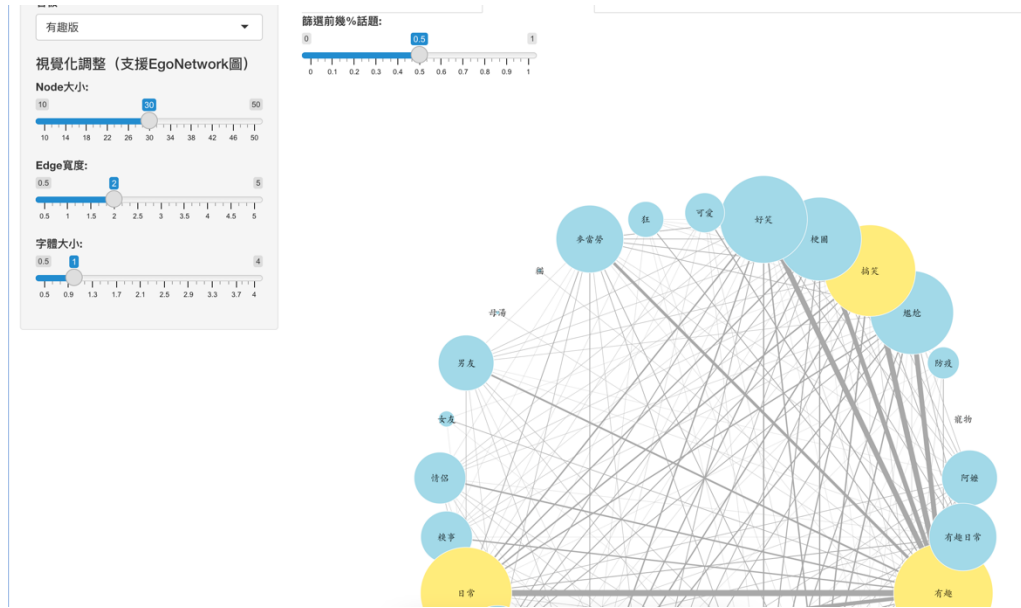 有趣版
視覺化調整（支援EgoNetwork圖）
Node大小:
10 30 50
10 14 18 22 26 30 34 38 42 46 50
Edge寬度:
0.5 2 5
0.5 1 1.5 2 2.5 3 3.5 4 4.5 5
字體大小:
0.5 1 4
0.5 0.9 1.3 1.7 2.1 2.5 2.9 3.3 3.7 4
篩選前幾%話題:
0 0.5 1
0 0.1 0.2 0.3 0.4 0.5 0.6 0.7 0.8 0.9 1
可愛
狂
好笑
麥當勞
梗圖
搞笑
母湯
尷尬
男友
防疫
女友
寵物
情侶
阿嬤
糗事
有趣日常
日常
有趣